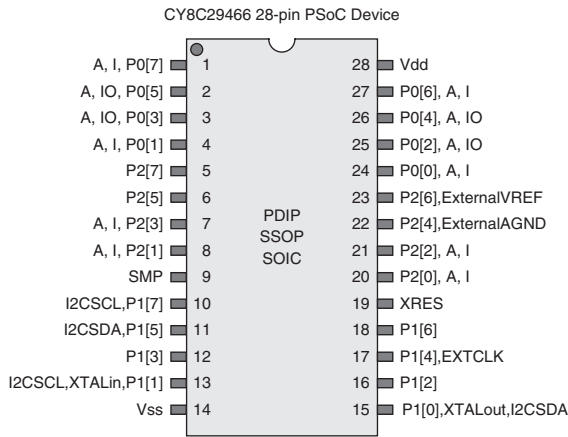 CY8C29466 28-pin PSoC Device
A, I, P0[7] 1 28 Vdd
A, IO, P0[5] 2 27 P0[6], A, I
A, IO, P0[3] 3 26 P0[4], A, IO
A, I, P0[1] 4 25 P0[2], A, IO
P2[7] 5 24 P0[0], A, I
P2[5] 6 23 P2[6],ExternalVREF
A, I, P2[3] 7 PDIP 22 P2[4],ExternalAGND
SSOP
A, I, P2[1] 8 SOIC 21 P2[2], A, I
SMP 9 20 P2[0], A, I
I2CSCL,P1[7] 10 19 XRES
I2CSDA,P1[5] 11 18 P1[6]
P1[3] 12 17 P1[4],EXTCLK
I2CSCL,XTALin,P1[1] 13 16 P1[2]
Vss 14 15 P1[0],XTALout,I2CSDA